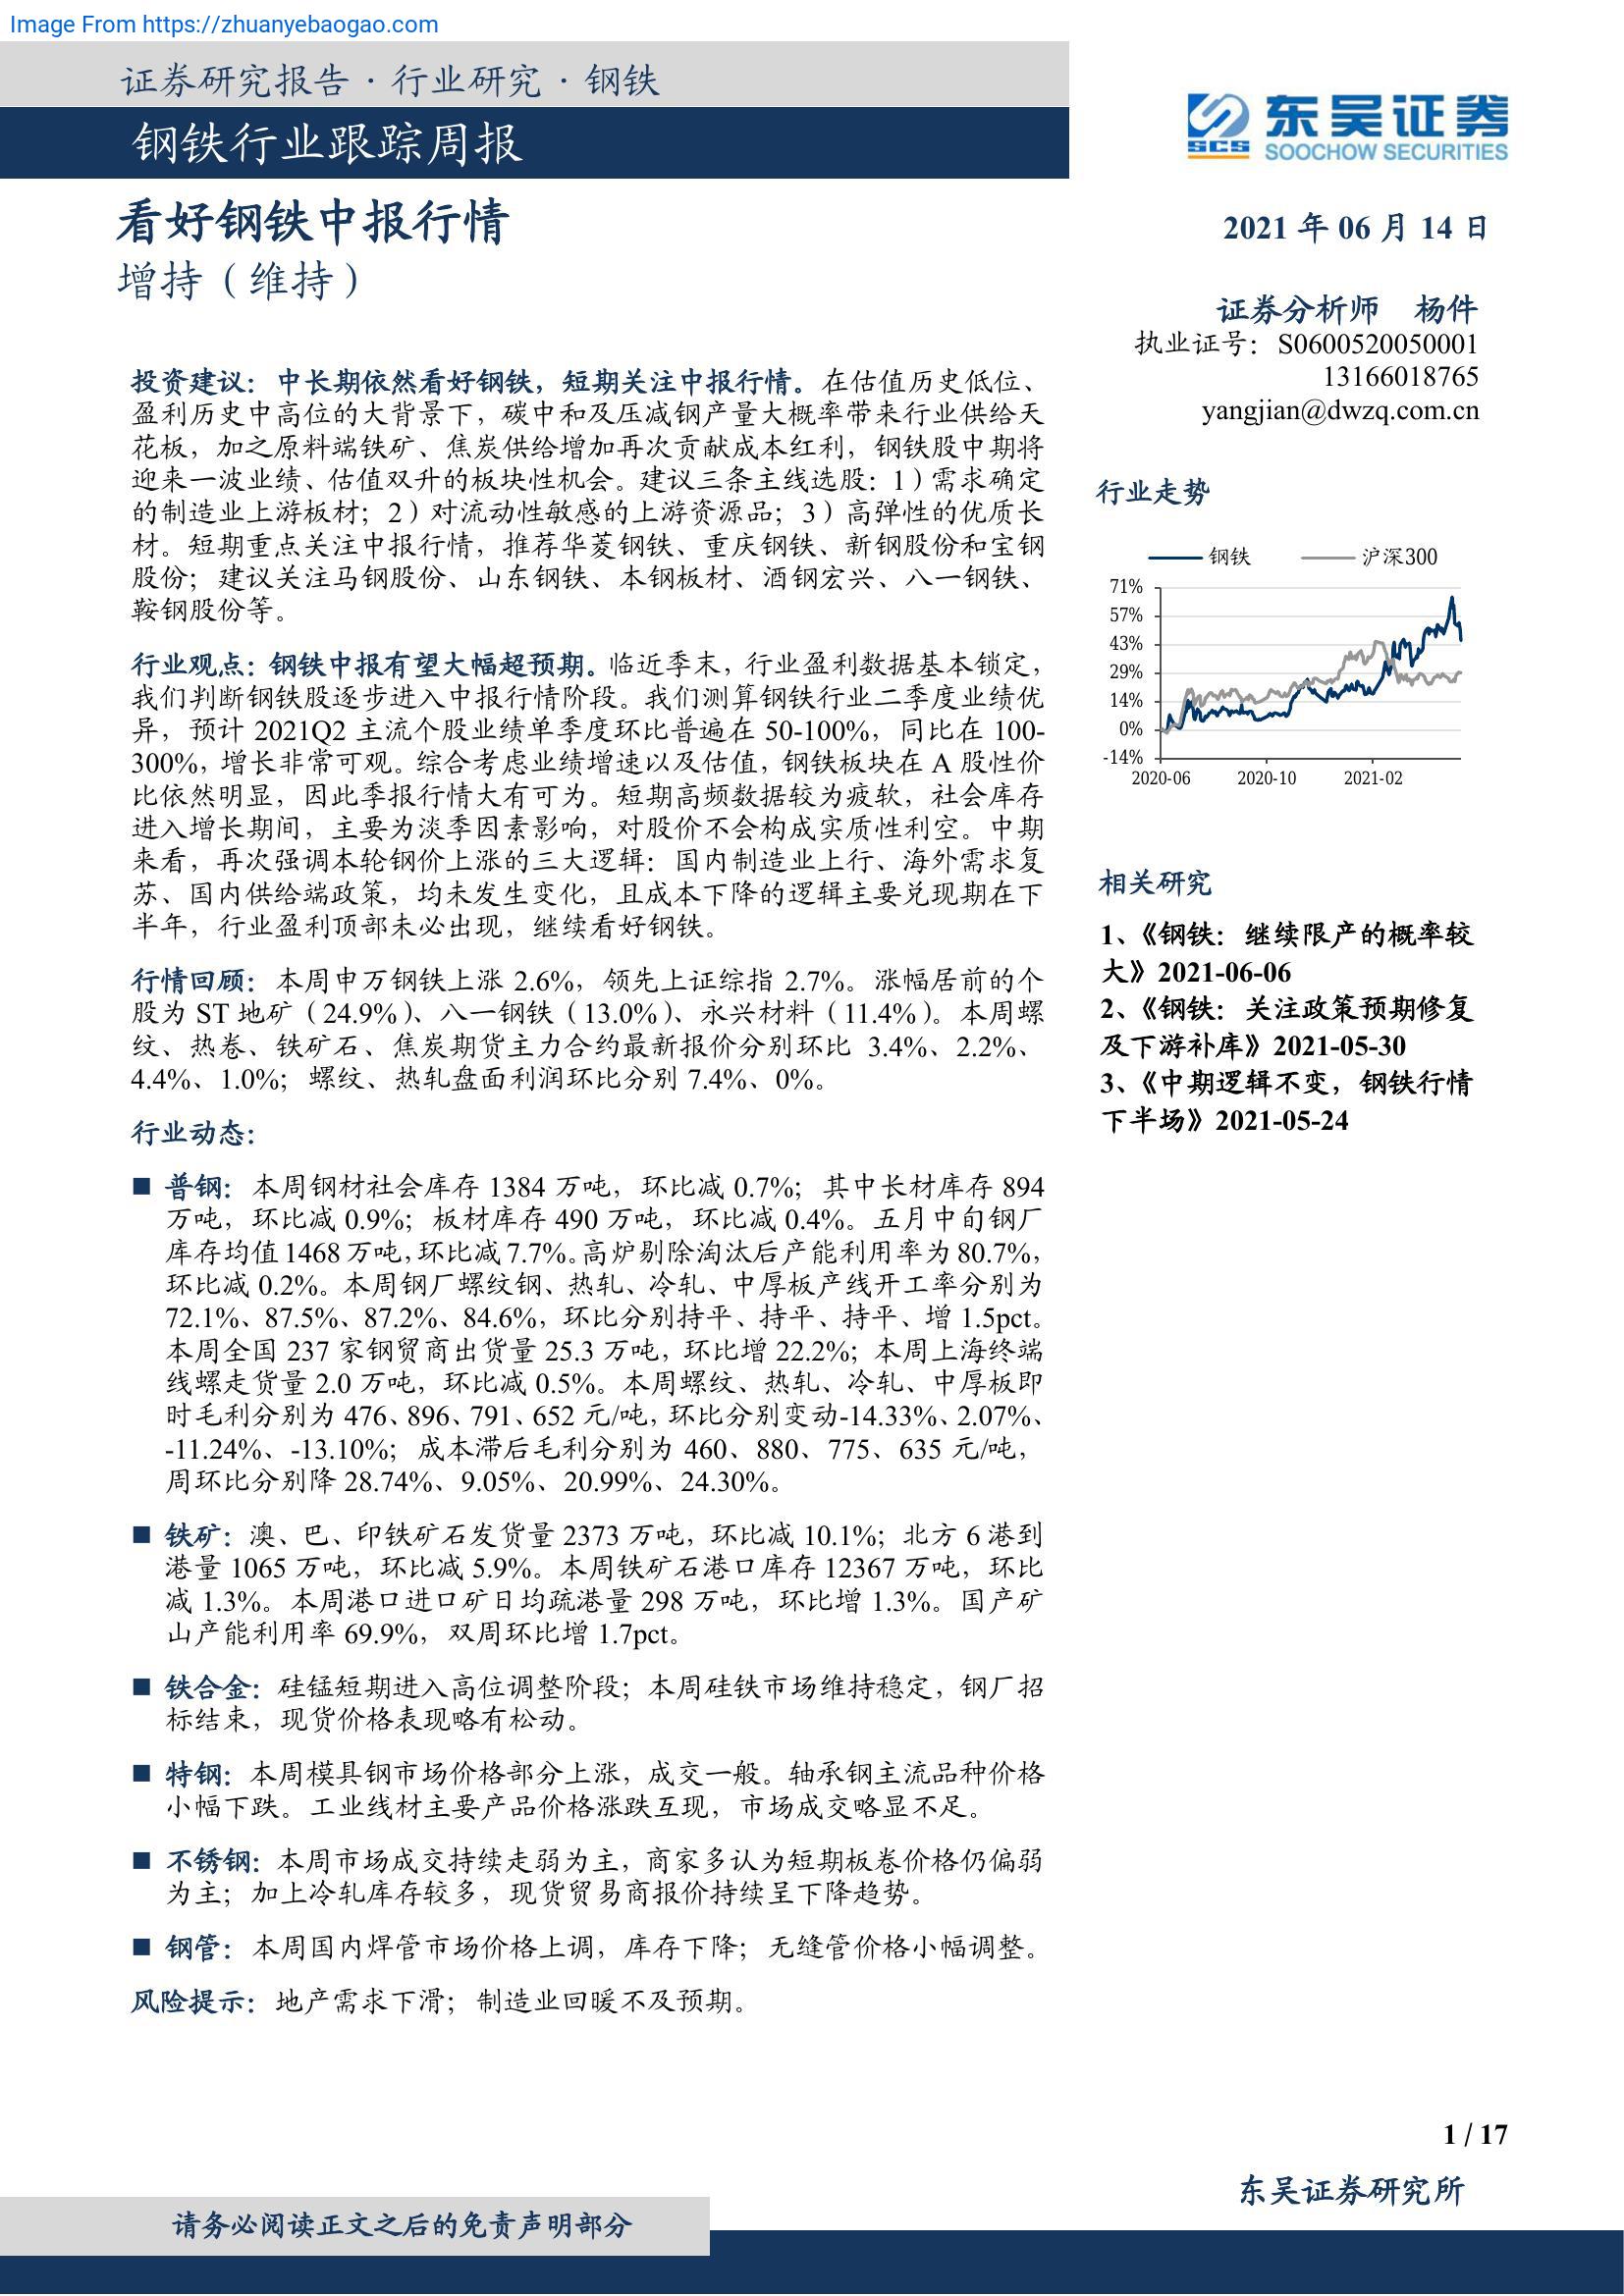 Image From https://zhuanyebaogao.com
证券研究报告 · 行业研究 · 钢铁
钢铁行业跟踪周报
东吴证券
SCS
SOOCHOW SECURITIES
看好钢铁中报行情
增持（维持）
2021 年 06 月 14 日
证券分析师 杨件
执业证号：S0600520050001
13166018765
yangjian@dwzq.com.cn
投资建议：中长期依然看好钢铁，短期关注中报行情。在估值历史低位、
盈利历史中高位的大背景下，碳中和及压减钢产量大概率带来行业供给天
花板，加之原料端铁矿、焦炭供给增加再次贡献成本红利，钢铁股中期将
迎来一波业绩、估值双升的板块性机会。建议三条主线选股：1）需求确定
的制造业上游板材；2）对流动性敏感的上游资源品；3）高弹性的优质长
材。短期重点关注中报行情，推荐华菱钢铁、重庆钢铁、新钢股份和宝钢
股份；建议关注马钢股份、山东钢铁、本钢板材、酒钢宏兴、八一钢铁、
鞍钢股份等。
行业观点：钢铁中报有望大幅超预期。临近季末，行业盈利数据基本锁定，
我们判断钢铁股逐步进入中报行情阶段。我们测算钢铁行业二季度业绩优
异，预计 2021Q2 主流个股业绩单季度环比普遍在 50-100%，同比在 100-
300%，增长非常可观。综合考虑业绩增速以及估值，钢铁板块在 A 股性价
比依然明显，因此季报行情大有可为。短期高频数据较为疲软，社会库存
进入增长期间，主要为淡季因素影响，对股价不会构成实质性利空。中期
来看，再次强调本轮钢价上涨的三大逻辑：国内制造业上行、海外需求复
苏、国内供给端政策，均未发生变化，且成本下降的逻辑主要兑现期在下
半年，行业盈利顶部未必出现，继续看好钢铁。
行情回顾：本周申万钢铁上涨 2.6%，领先上证综指 2.7%。涨幅居前的个
股为 ST 地矿（24.9%）、八一钢铁（13.0%）、永兴材料（11.4%）。本周螺
纹、热卷、铁矿石、焦炭期货主力合约最新报价分别环比 3.4%、2.2%、
4.4%、1.0%；螺纹、热轧盘面利润环比分别 7.4%、0%。
行业动态：
■ 普钢：本周钢材社会库存 1384 万吨，环比减 0.7%；其中长材库存 894
万吨，环比减 0.9%；板材库存 490 万吨，环比减 0.4%。五月中旬钢厂
库存均值 1468 万吨，环比减 7.7%。高炉剔除淘汰后产能利用率为 80.7%，
环比减 0.2%。本周钢厂螺纹钢、热轧、冷轧、中厚板产线开工率分别为
72.1%、87.5%、87.2%、84.6%，环比分别持平、持平、持平、增 1.5pct。
本周全国 237 家钢贸商出货量 25.3 万吨，环比增 22.2%；本周上海终端
线螺走货量 2.0 万吨，环比减 0.5%。本周螺纹、热轧、冷轧、中厚板即
时毛利分别为 476、896、791、652 元/吨，环比分别变动-14.33%、2.07%、
-11.24%、-13.10%；成本滞后毛利分别为 460、880、775、635 元/吨，
周环比分别降 28.74%、9.05%、20.99%、24.30%。
■ 铁矿：澳、巴、印铁矿石发货量 2373 万吨，环比减 10.1%；北方 6 港到
港量 1065 万吨，环比减 5.9%。本周铁矿石港口库存 12367 万吨，环比
减 1.3%。本周港口进口矿日均疏港量 298 万吨，环比增 1.3%。国产矿
山产能利用率 69.9%，双周环比增 1.7pct。
■ 铁合金：硅锰短期进入高位调整阶段；本周硅铁市场维持稳定，钢厂招
标结束，现货价格表现略有松动。
■ 特钢：本周模具钢市场价格部分上涨，成交一般。轴承钢主流品种价格
小幅下跌。工业线材主要产品价格涨跌互现，市场成交略显不足。
■ 不锈钢：本周市场成交持续走弱为主，商家多认为短期板卷价格仍偏弱
为主；加上冷轧库存较多，现货贸易商报价持续呈下降趋势。
■ 钢管：本周国内焊管市场价格上调，库存下降；无缝管价格小幅调整。
风险提示：地产需求下滑；制造业回暖不及预期。
行业走势
钢铁 沪深300
71%
57%
43%
29%
14%
0%
-14%
2020-06 2020-10 2021-02
相关研究
1、《钢铁：继续限产的概率较
大》2021-06-06
2、《钢铁：关注政策预期修复
及下游补库》2021-05-30
3、《中期逻辑不变，钢铁行情
下半场》2021-05-24
1 / 17
东吴证券研究所
请务必阅读正文之后的免责声明部分